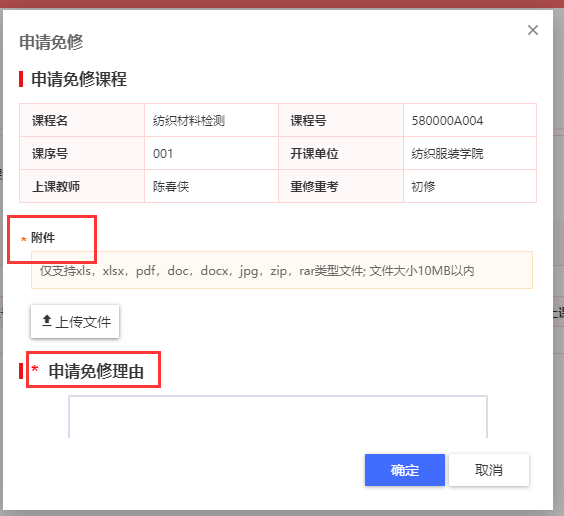 申请免修
申请免修课程
课程名 纺织材料检测 课程号 580000A004
课序号 001 开课单位 纺织服装学院
上课教师 陈春侠 重修重考 初修
* 附件
仅支持xls，xlsx，pdf，doc，docx，jpg，zip，rar类型文件; 文件大小10MB以内
上传文件
* 申请免修理由
确定 取消